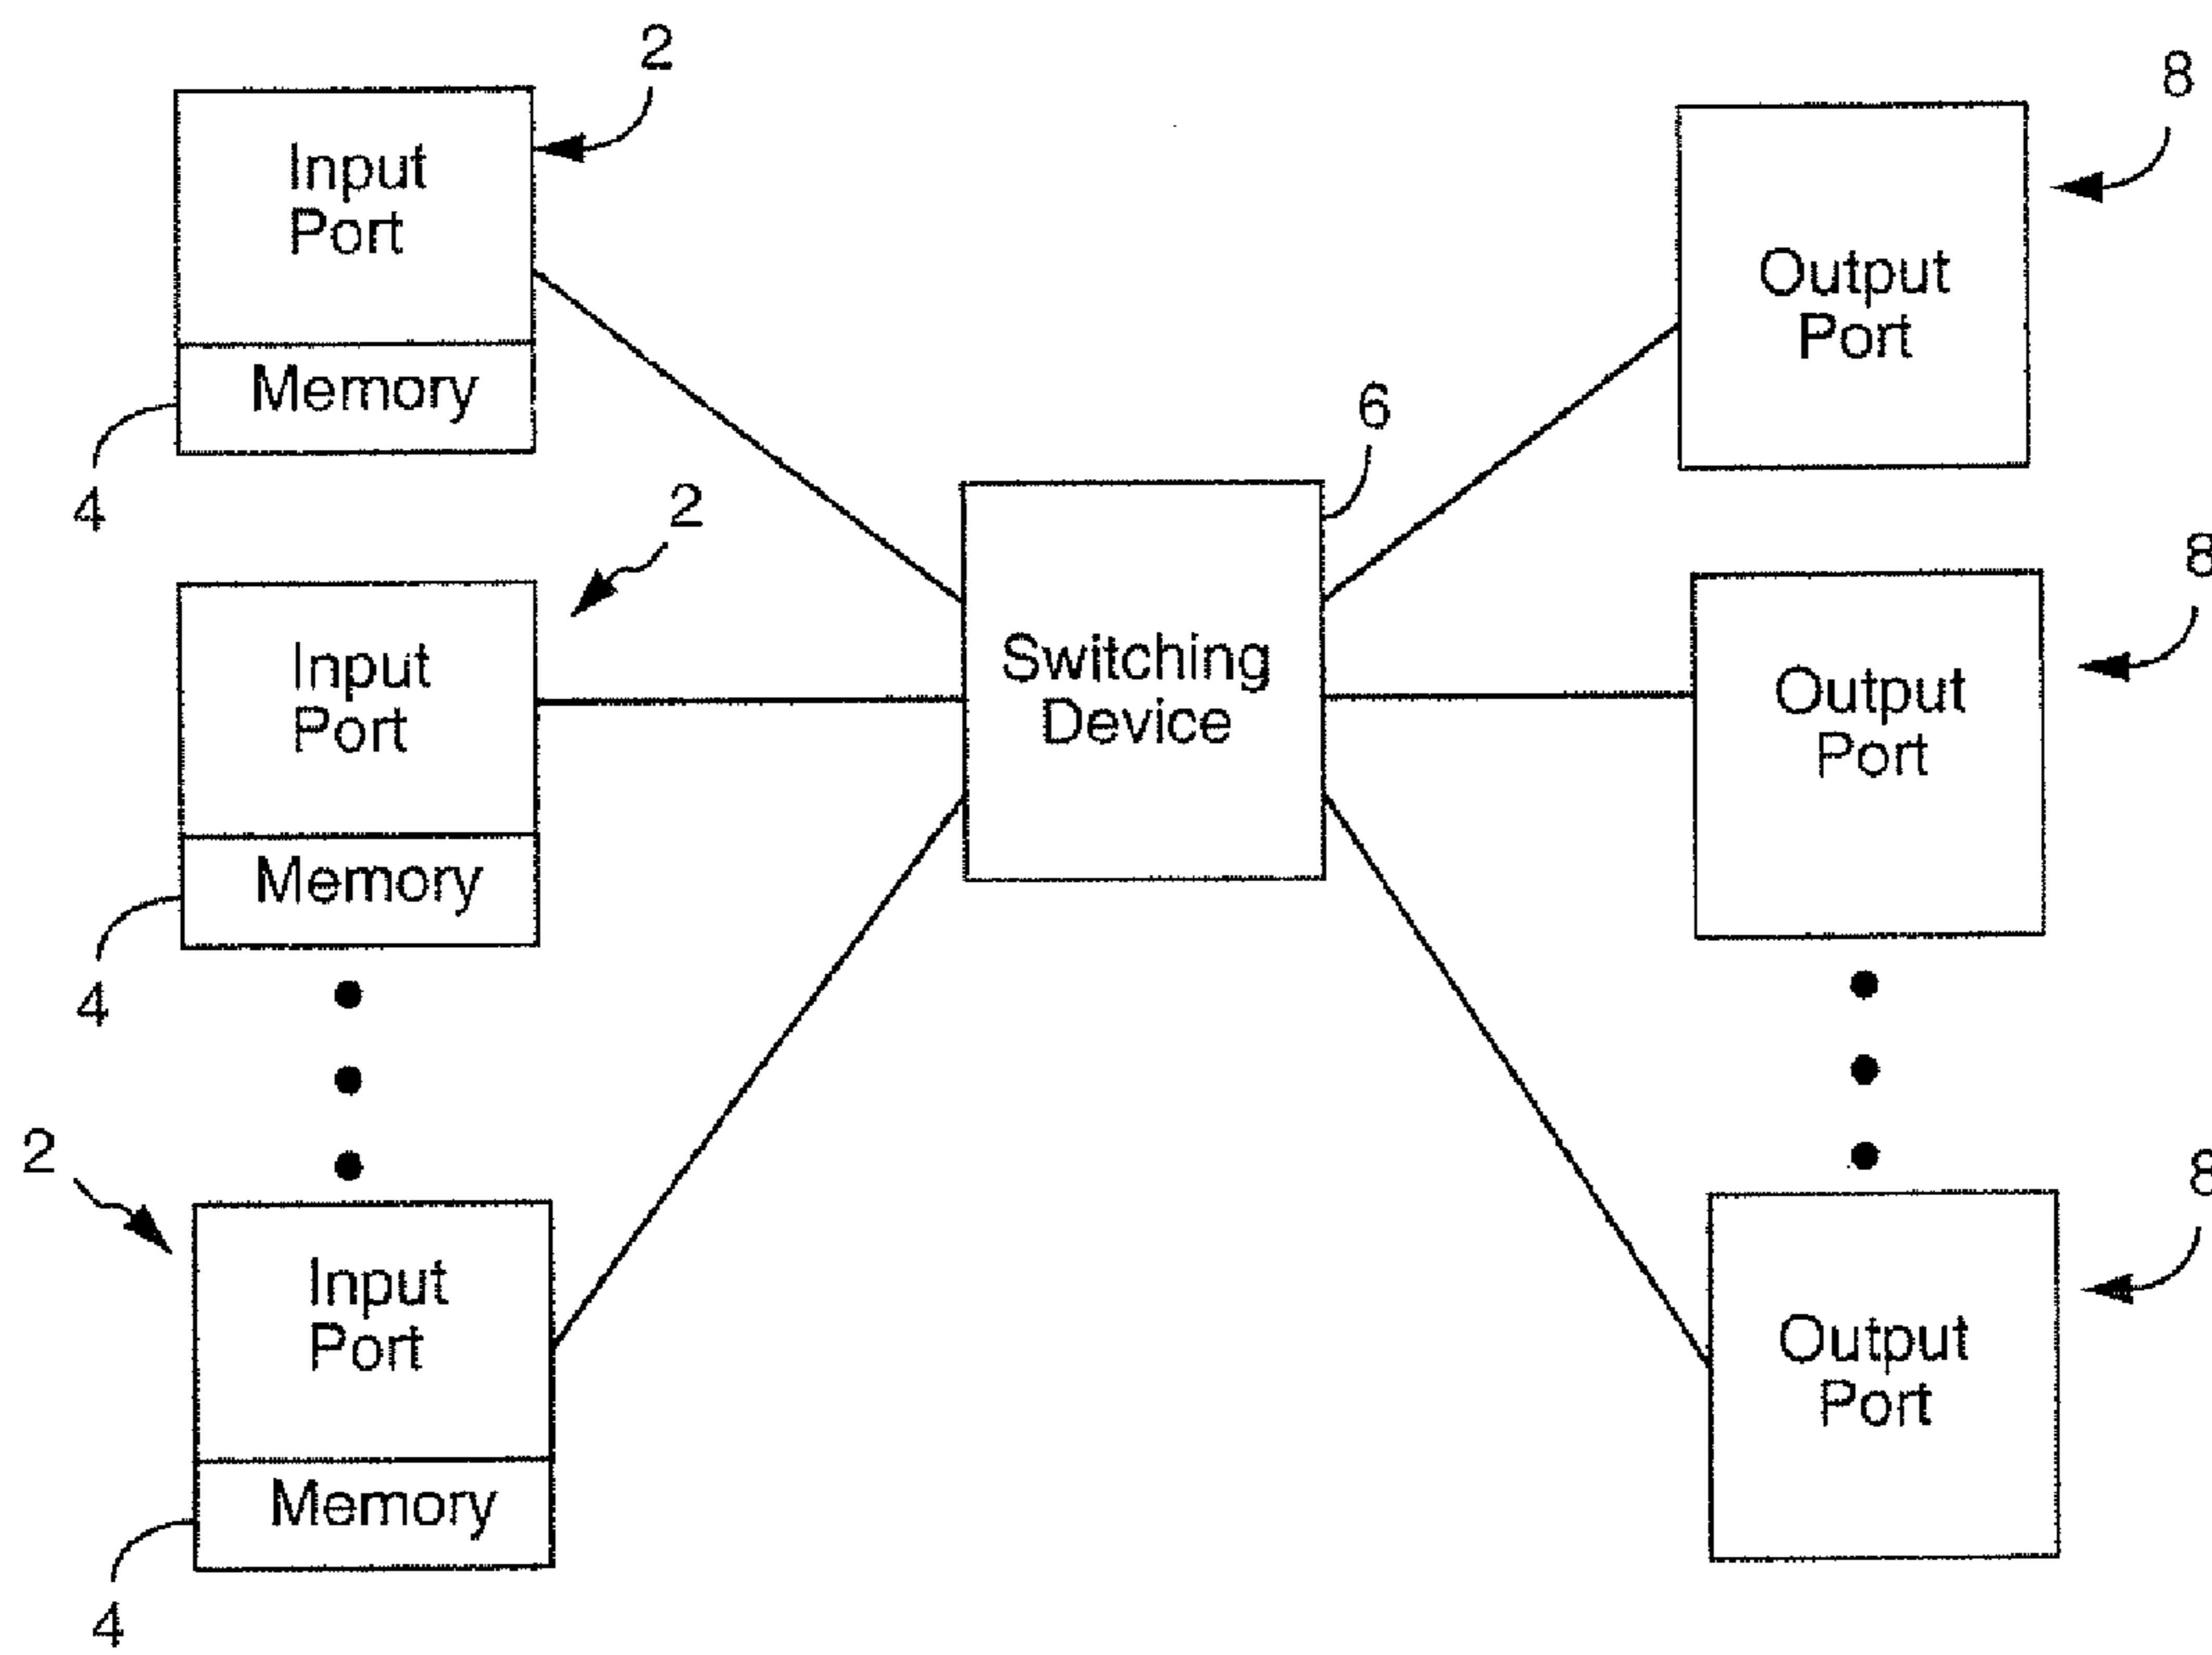 2
Input
Port
Memory
4
2
Input
Port
Memory
4
2
Input
Port
Memory
4
6
Switching
Device
8
Output
Port
8
Output
Port
8
Output
Port